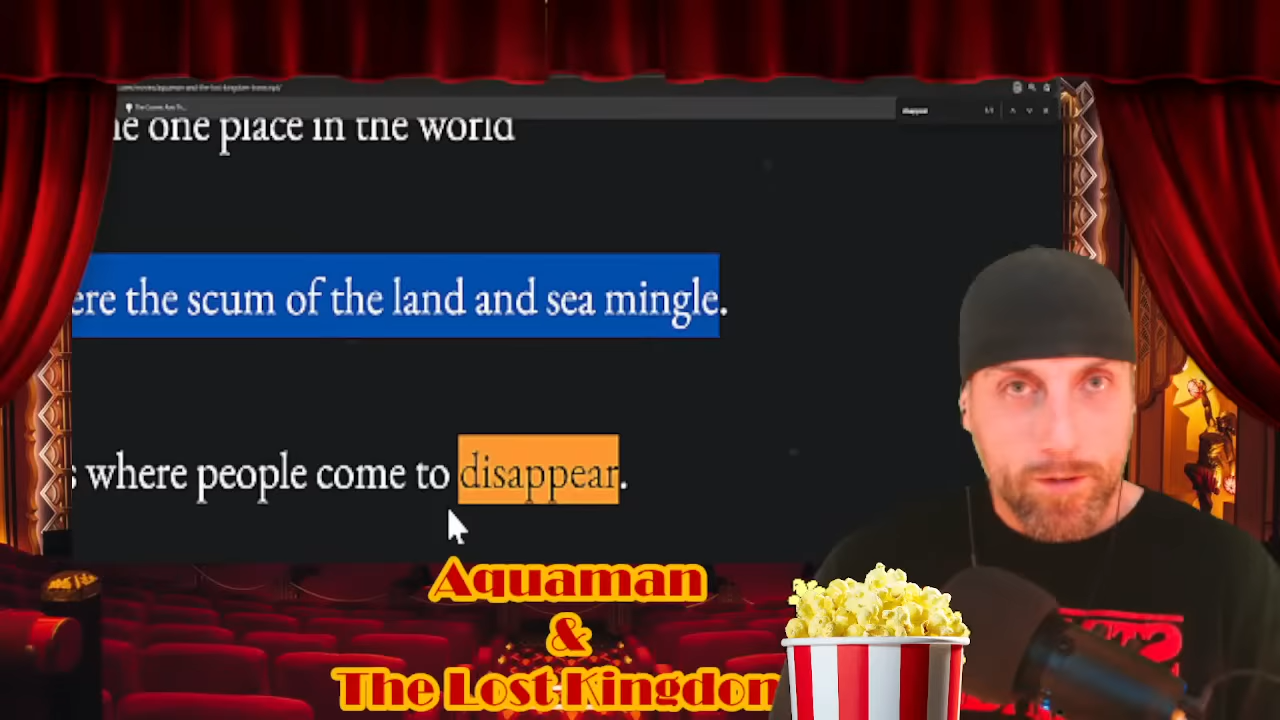 he one place in the world
ere the scum of the land and sea mingle.
s where people come to disappear.
Aquaman
&
The Lost Kingdom